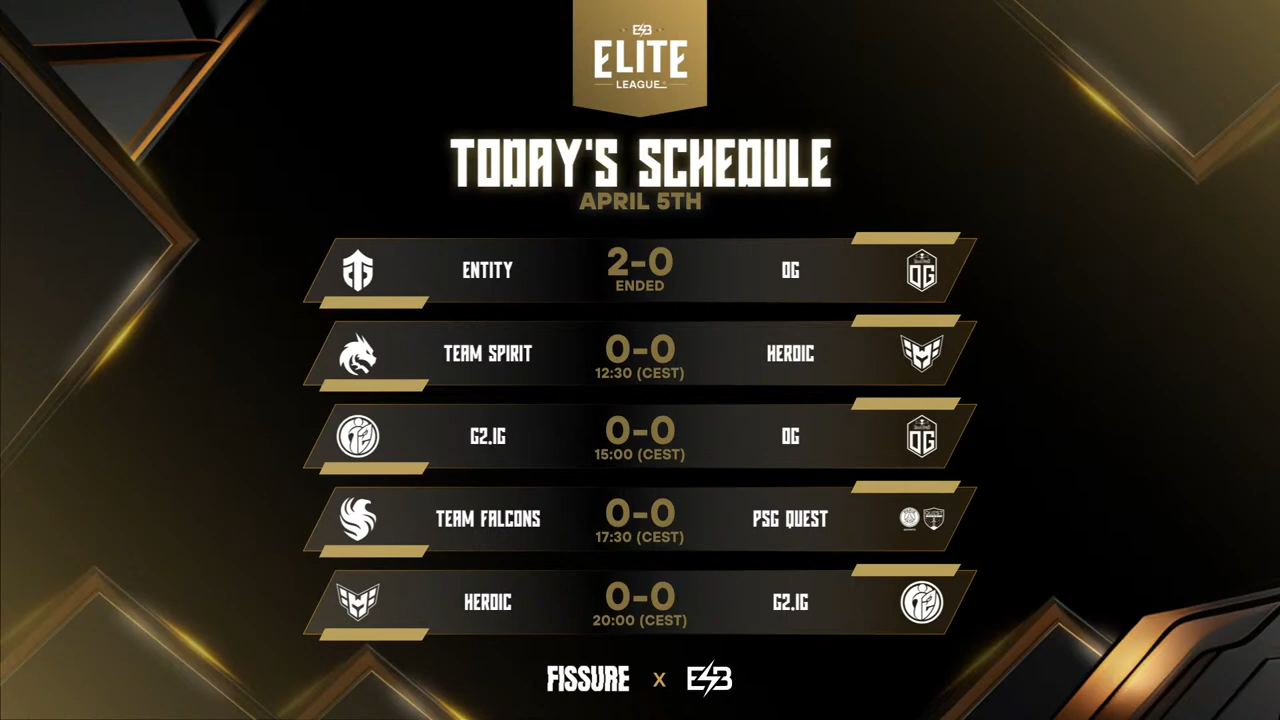 ESB
ELITE
LEAGUE
TODAY'S SCHEDULE
APRIL 5TH
ENTITY 2-0 OG
ENDED
OG
TEAM SPIRIT 0-0 HEROIC
12:30 (CEST)
G2.IG 0-0 OG
15:00 (CEST)
OG
TEAM FALCONS 0-0 PSG QUEST
17:30 (CEST)
HEROIC 0-0 G2.IG
20:00 (CEST)
FISSURE X ESB